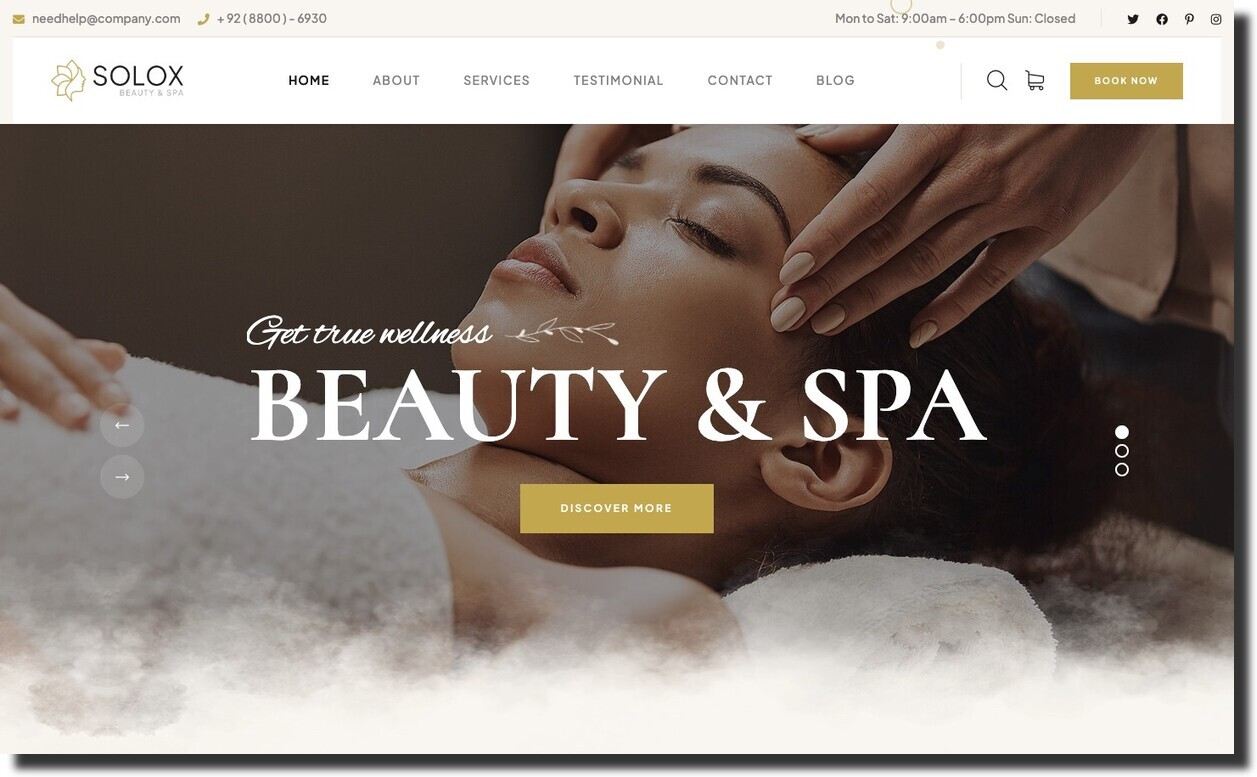 needhelp@company.com
+ 92 ( 8800 ) - 6930
Mon to Sat: 9:00am – 6:00pm Sun: Closed
SOLOX
BEAUTY & SPA
HOME
ABOUT
SERVICES
TESTIMONIAL
CONTACT
BLOG
BOOK NOW
Get true wellness
BEAUTY & SPA
DISCOVER MORE